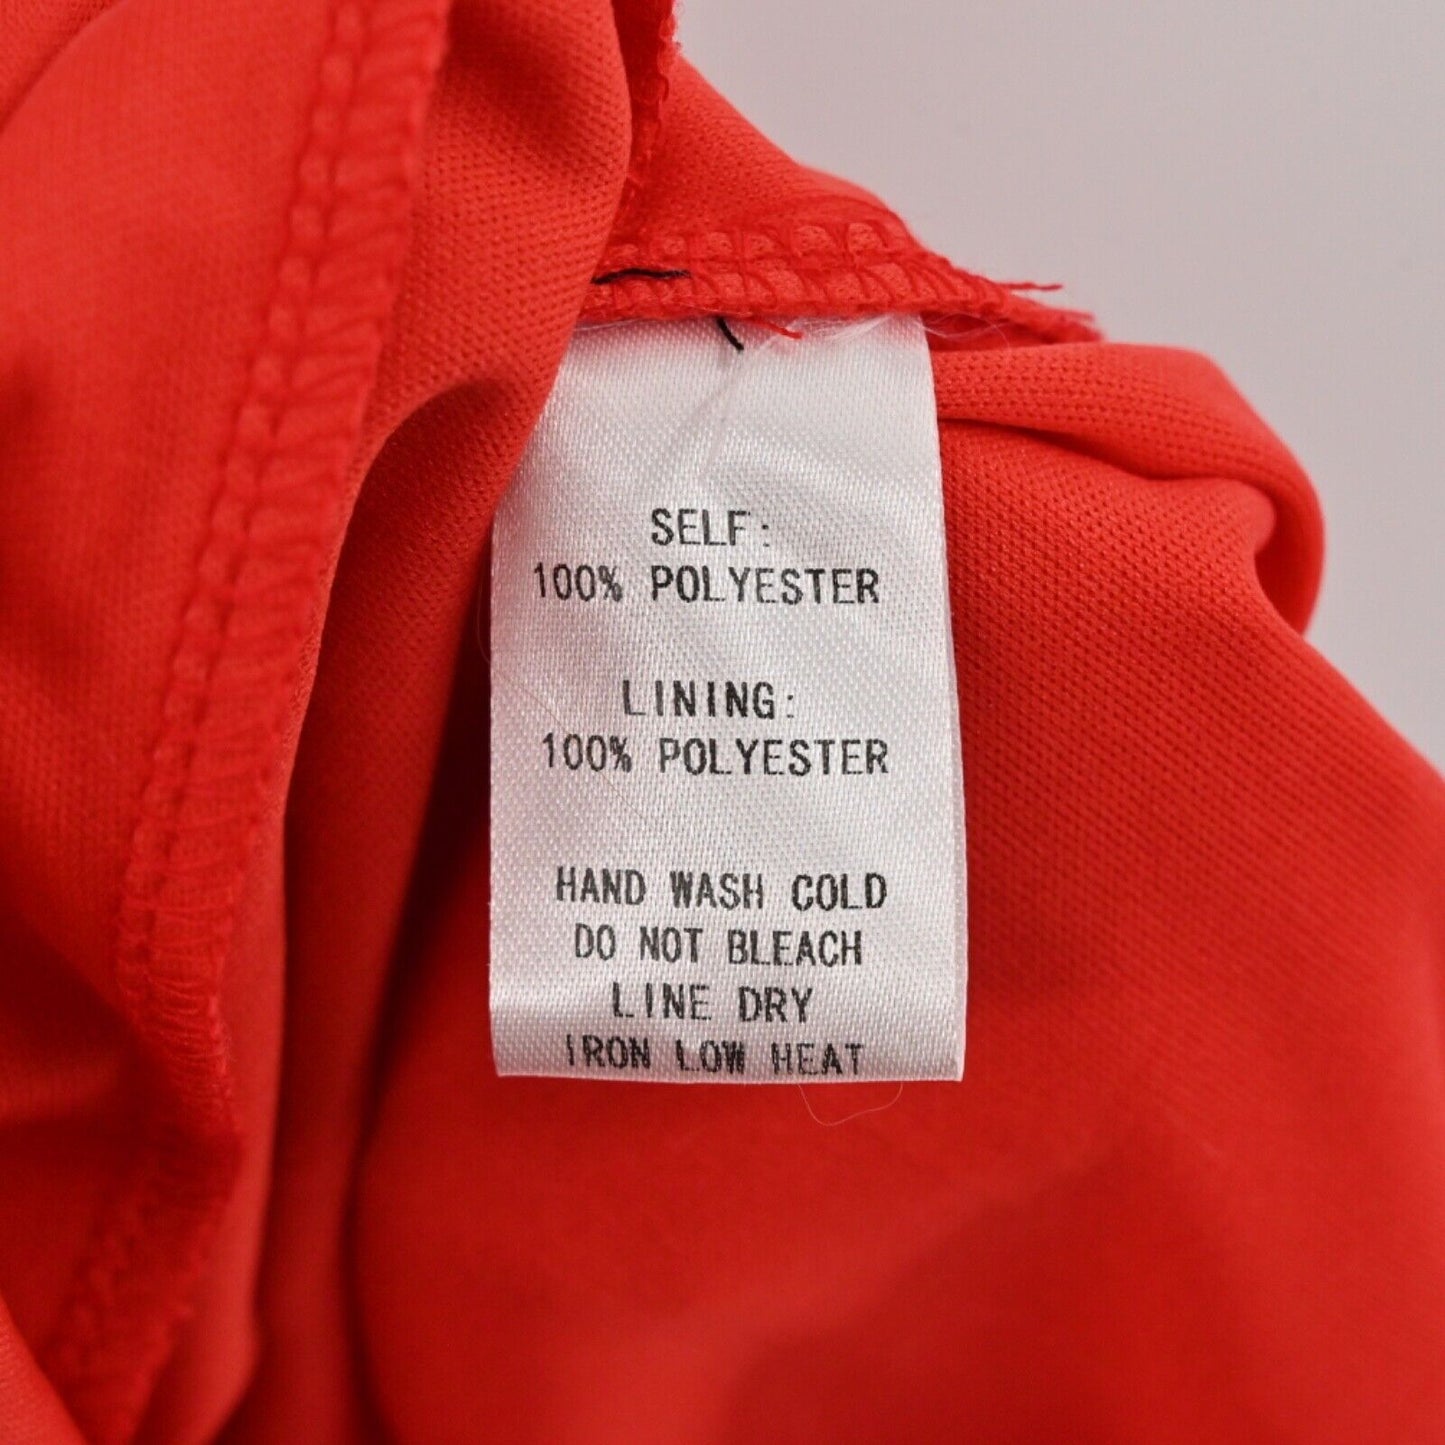 SELF:
100% POLYESTER
LINING:
100% POLYESTER
HAND WASH COLD
DO NOT BLEACH
LINE DRY
IRON LOW HEAT